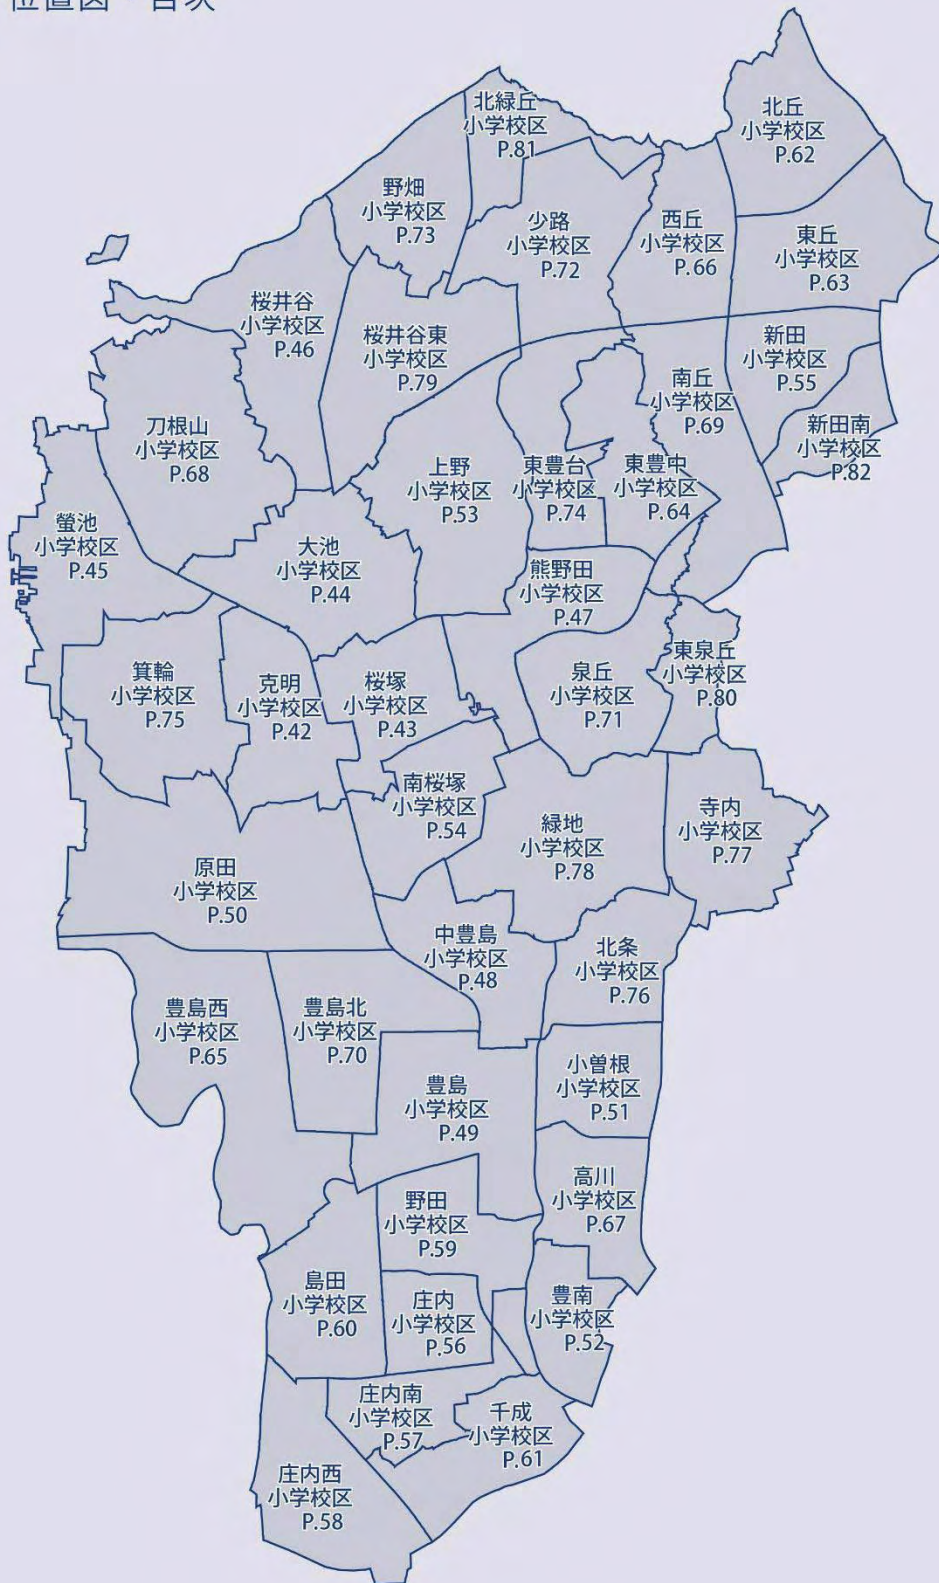 位置図・目次
北緑丘
小学校区
P.81
北丘
小学校区
P.62
野畑
小学校区
P.73
少路
小学校区
P.72
西丘
小学校区
P.66
東丘
小学校区
P.63
桜井谷
小学校区
P.46
桜井谷東
小学校区
P.79
新田
小学校区
P.55
南丘
小学校区
P.69
新田南
小学校区
P.82
刀根山
小学校区
P.68
上野
小学校区
P.53
東豊台
小学校区
P.74
東豊中
小学校区
P.64
螢池
小学校区
P.45
大池
小学校区
P.44
熊野田
小学校区
P.47
箕輪
小学校区
P.75
克明
小学校区
P.42
桜塚
小学校区
P.43
泉丘
小学校区
P.71
東泉丘
小学校区
P.80
南桜塚
小学校区
P.54
緑地
小学校区
P.78
寺内
小学校区
P.77
原田
小学校区
P.50
中豊島
小学校区
P.48
北条
小学校区
P.76
豊島西
小学校区
P.65
豊島北
小学校区
P.70
豊島
小学校区
P.49
小曽根
小学校区
P.51
高川
小学校区
P.67
野田
小学校区
P.59
島田
小学校区
P.60
庄内
小学校区
P.56
豊南
小学校区
P.52
庄内南
小学校区
P.57
千成
小学校区
P.61
庄内西
小学校区
P.58